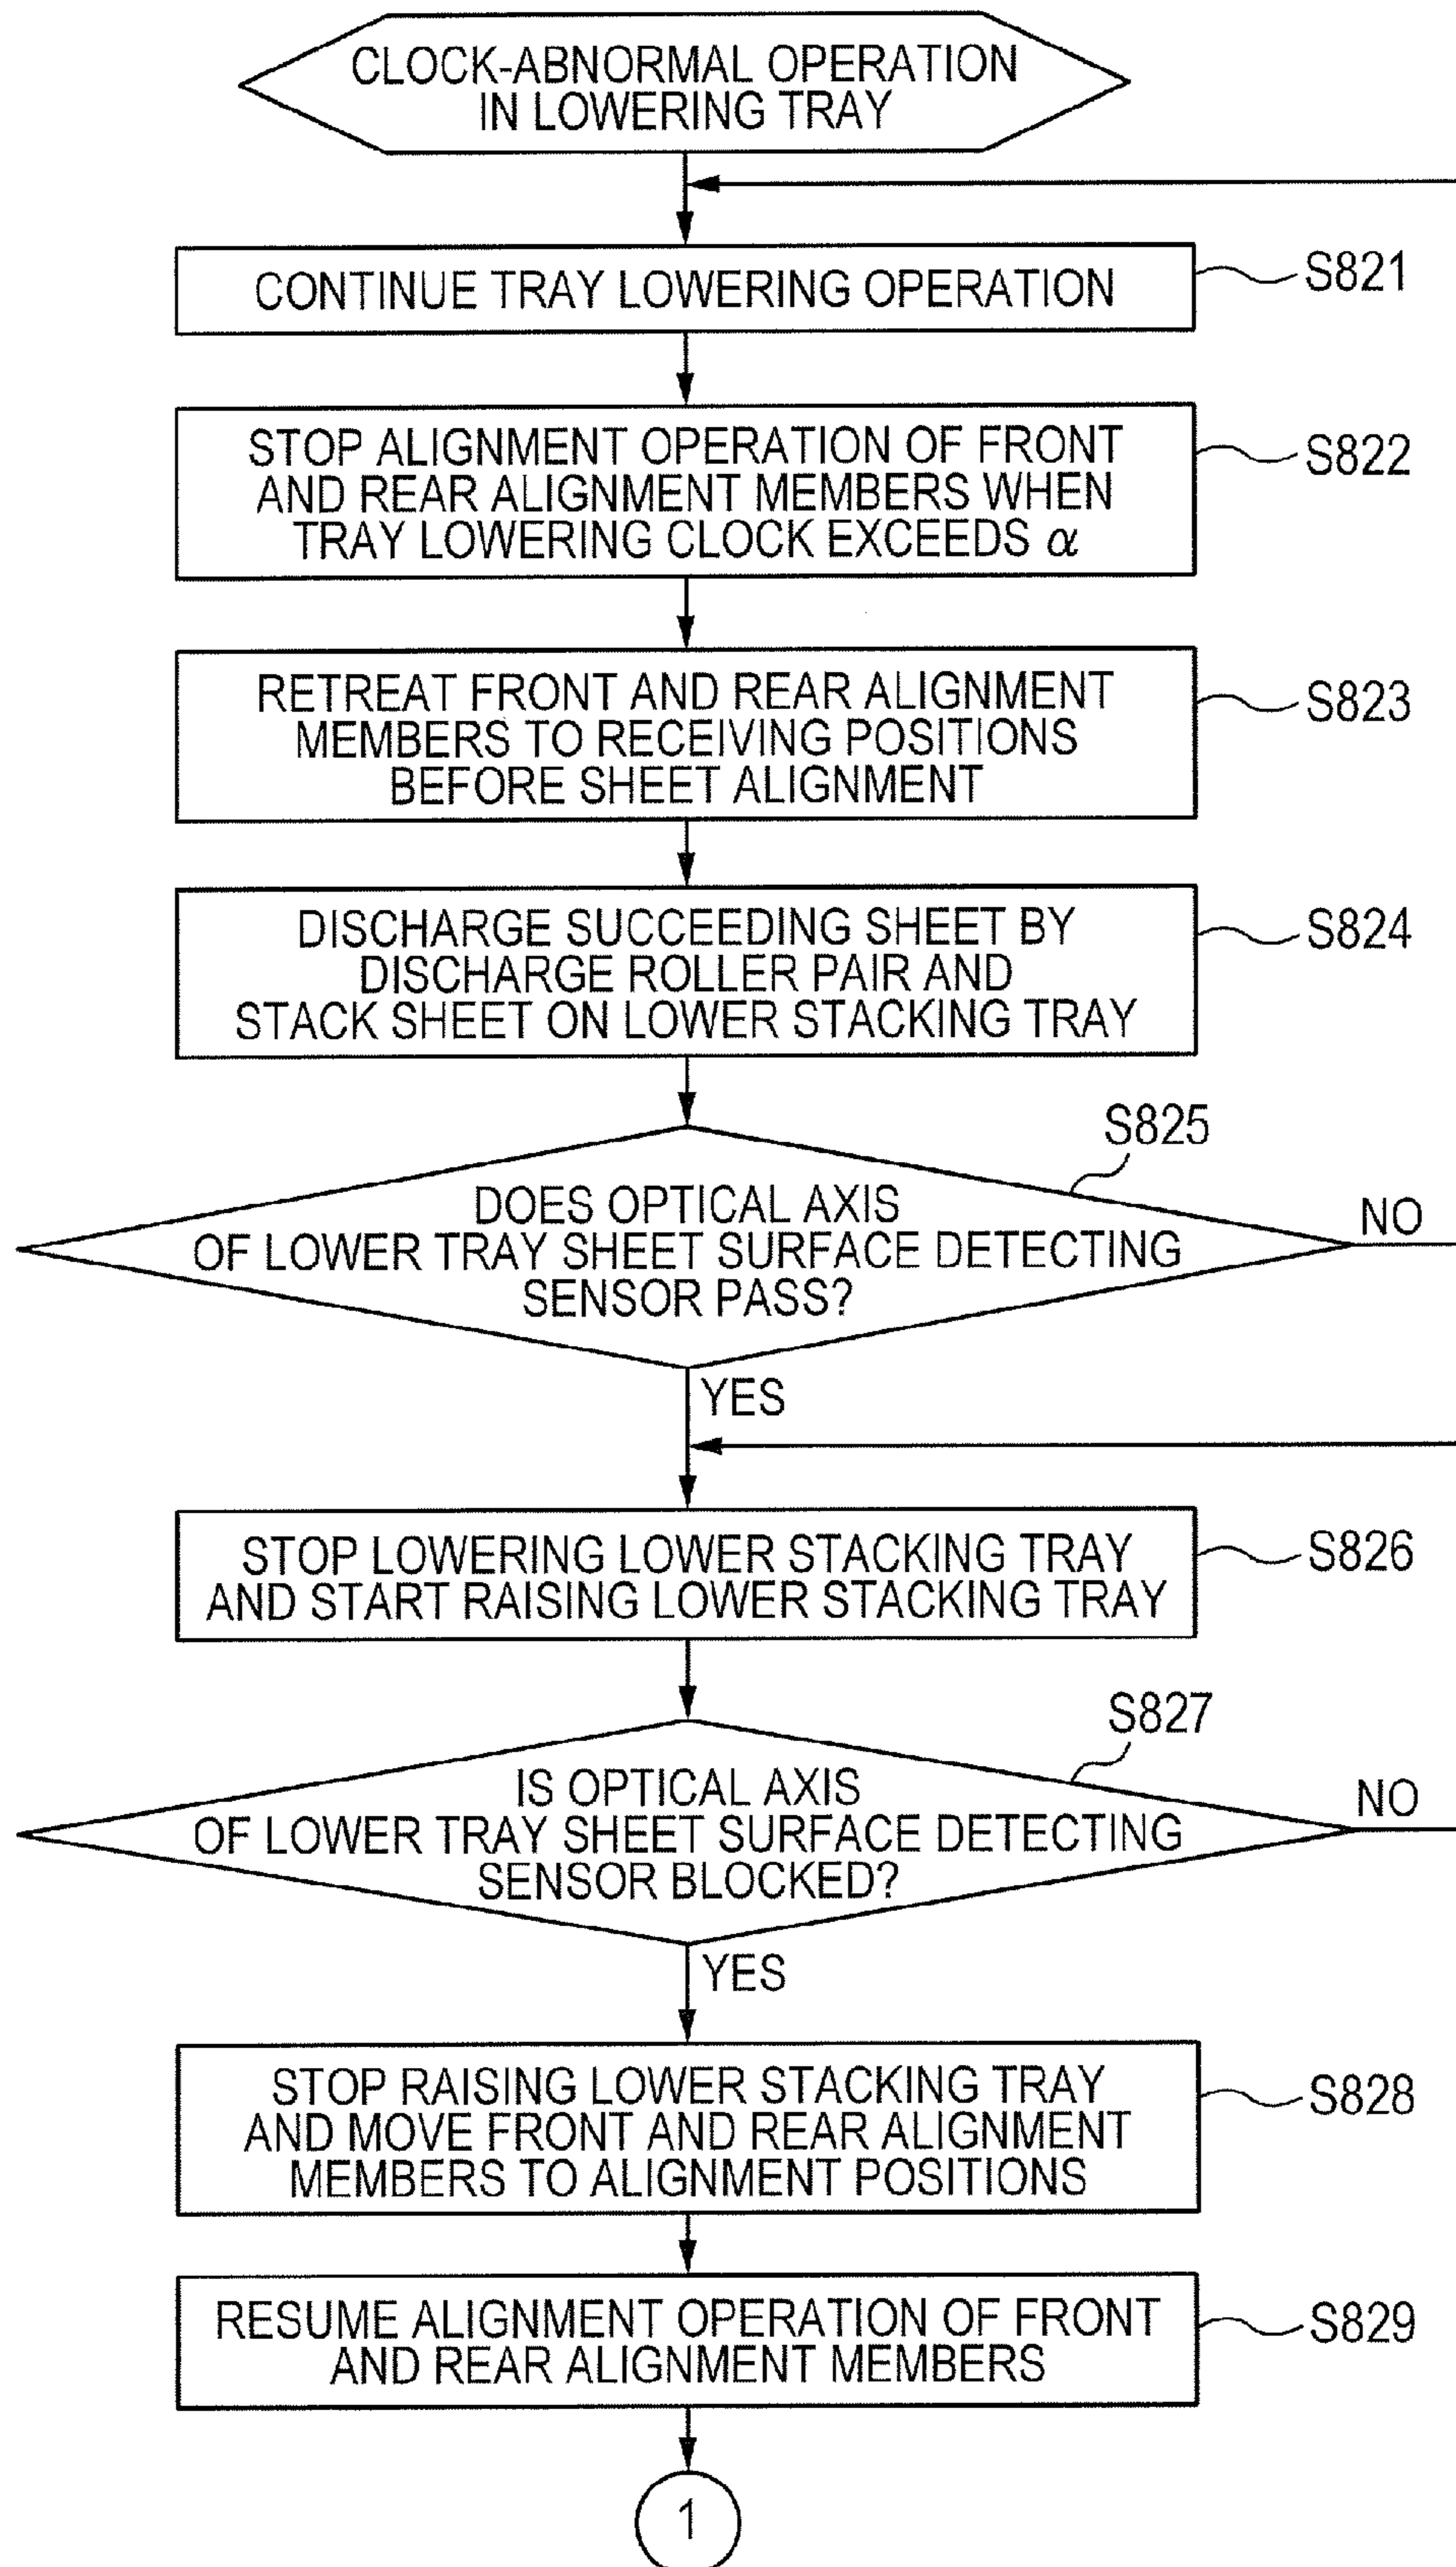 CLOCK-ABNORMAL OPERATION
IN LOWERING TRAY
CONTINUE TRAY LOWERING OPERATION
S821
STOP ALIGNMENT OPERATION OF FRONT
AND REAR ALIGNMENT MEMBERS WHEN
TRAY LOWERING CLOCK EXCEEDS α
S822
RETREAT FRONT AND REAR ALIGNMENT
MEMBERS TO RECEIVING POSITIONS
BEFORE SHEET ALIGNMENT
S823
DISCHARGE SUCCEEDING SHEET BY
DISCHARGE ROLLER PAIR AND
STACK SHEET ON LOWER STACKING TRAY
S824
S825
DOES OPTICAL AXIS
OF LOWER TRAY SHEET SURFACE DETECTING
SENSOR PASS?
NO
YES
STOP LOWERING LOWER STACKING TRAY
AND START RAISING LOWER STACKING TRAY
S826
S827
IS OPTICAL AXIS
OF LOWER TRAY SHEET SURFACE DETECTING
SENSOR BLOCKED?
NO
YES
STOP RAISING LOWER STACKING TRAY
AND MOVE FRONT AND REAR ALIGNMENT
MEMBERS TO ALIGNMENT POSITIONS
S828
RESUME ALIGNMENT OPERATION OF FRONT
AND REAR ALIGNMENT MEMBERS
S829
1